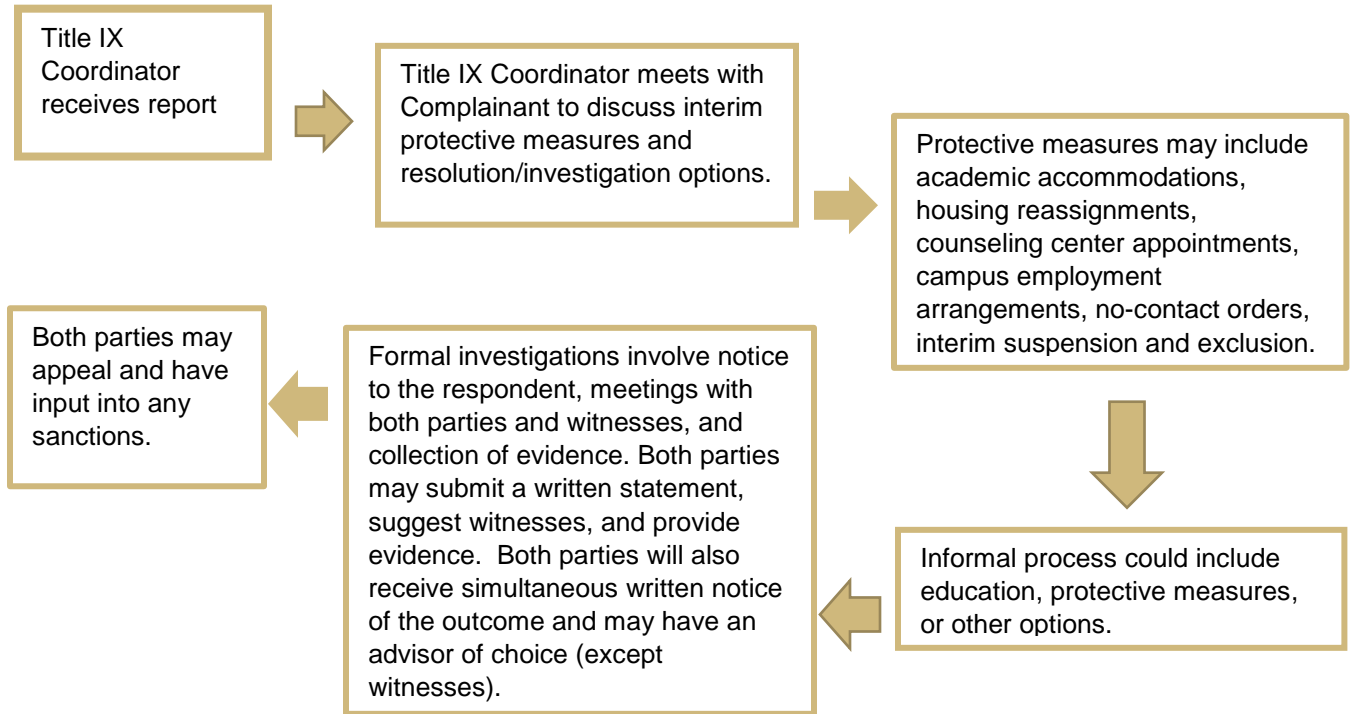 Title IX
Coordinator
receives report
Title IX Coordinator meets with
Complainant to discuss interim
protective measures and
resolution/investigation options.
Protective measures may include
academic accommodations,
housing reassignments,
counseling center appointments,
campus employment
arrangements, no-contact orders,
interim suspension and exclusion.
Informal process could include
education, protective measures,
or other options.
Formal investigations involve notice
to the respondent, meetings with
both parties and witnesses, and
collection of evidence. Both parties
may submit a written statement,
suggest witnesses, and provide
evidence.  Both parties will also
receive simultaneous written notice
of the outcome and may have an
advisor of choice (except
witnesses).
Both parties may
appeal and have
input into any
sanctions.